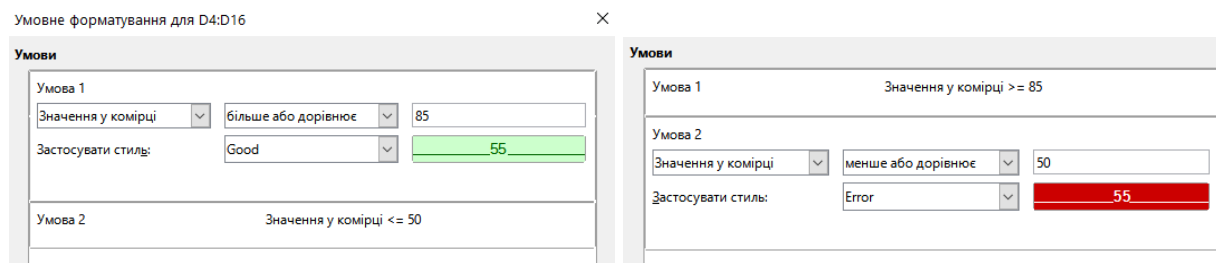 Умовне форматування для D4:D16
Умови
Умова 1
Значення у комірці більше або дорівнює 85
Застосувати стиль: Good 55
Умова 2 Значення у комірці <= 50
Умови
Умова 1 Значення у комірці >= 85
Умова 2
Значення у комірці менше або дорівнює 50
Застосувати стиль: Error 55